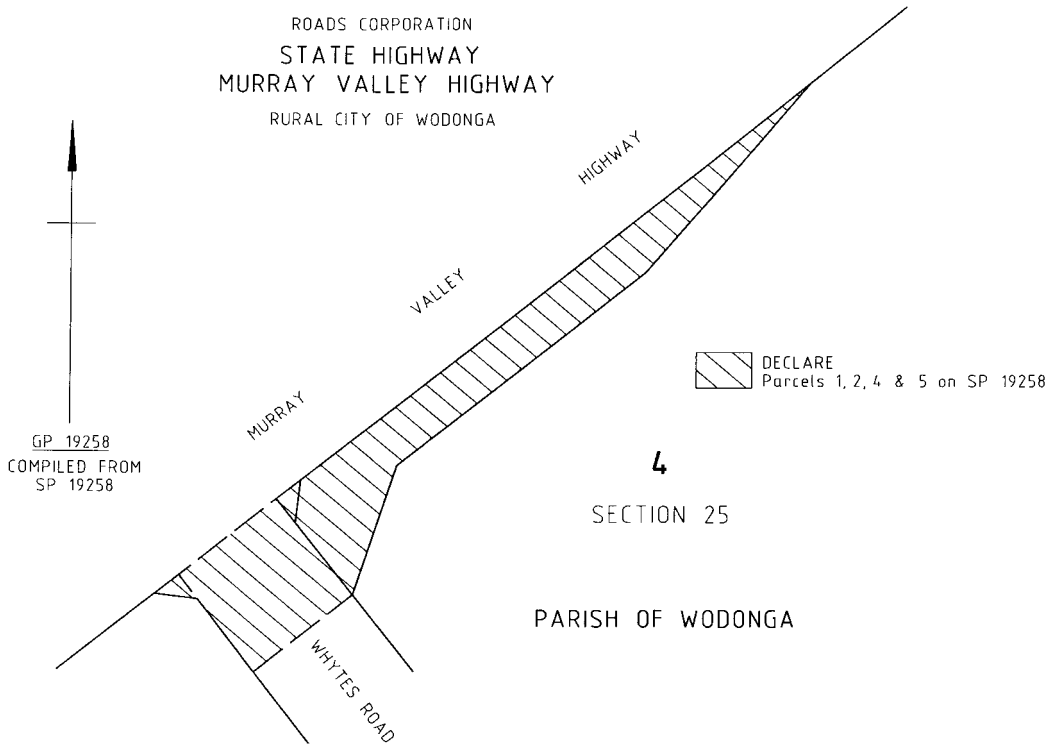 ROADS CORPORATION
STATE HIGHWAY
MURRAY VALLEY HIGHWAY
RURAL CITY OF WODONGA
HIGHWAY
VALLEY
MURRAY
DECLARE
Parcels 1, 2, 4 & 5 on SP 19258
GP 19258
COMPILED FROM
SP 19258
4
SECTION 25
PARISH OF WODONGA
WHYTES ROAD